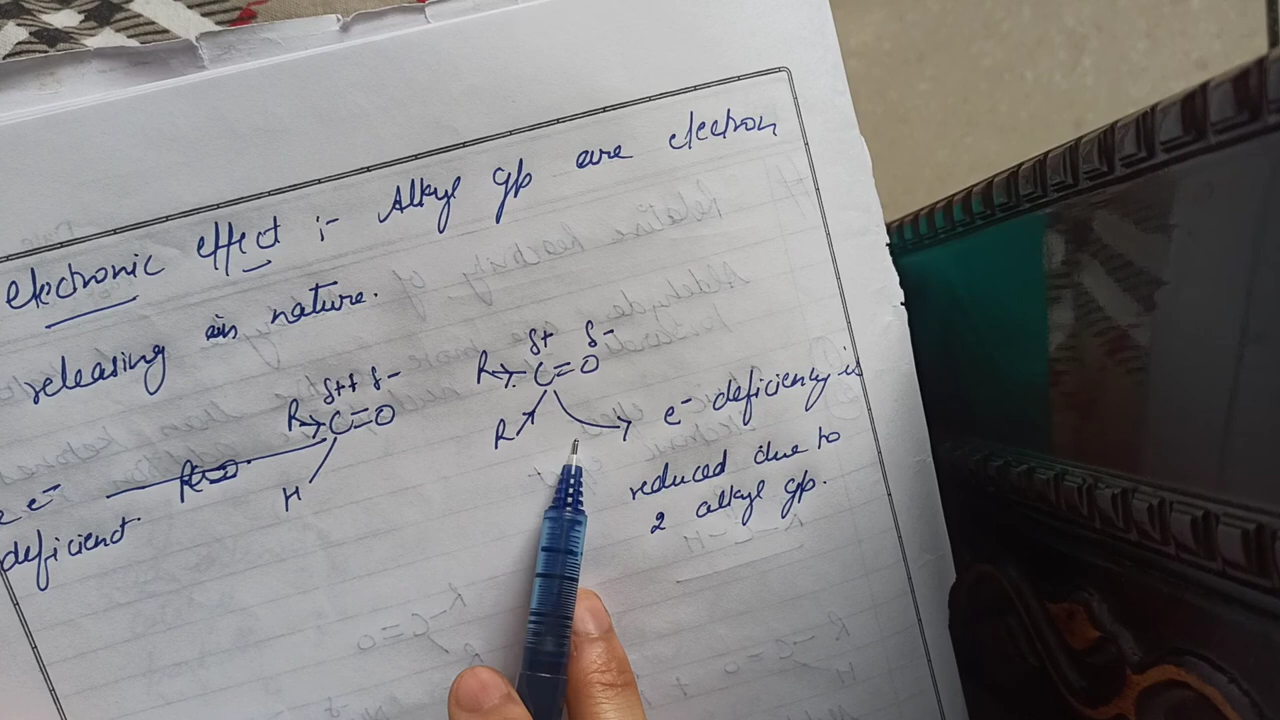 electronic effect :- Alkyl gp are electron
releasing in nature.
δ++ δ-
R→C=O
H
δ+ δ-
R→C=O
R
e⁻ deficiency is
reduced due to
2 alkyl gp.
e⁻
deficient